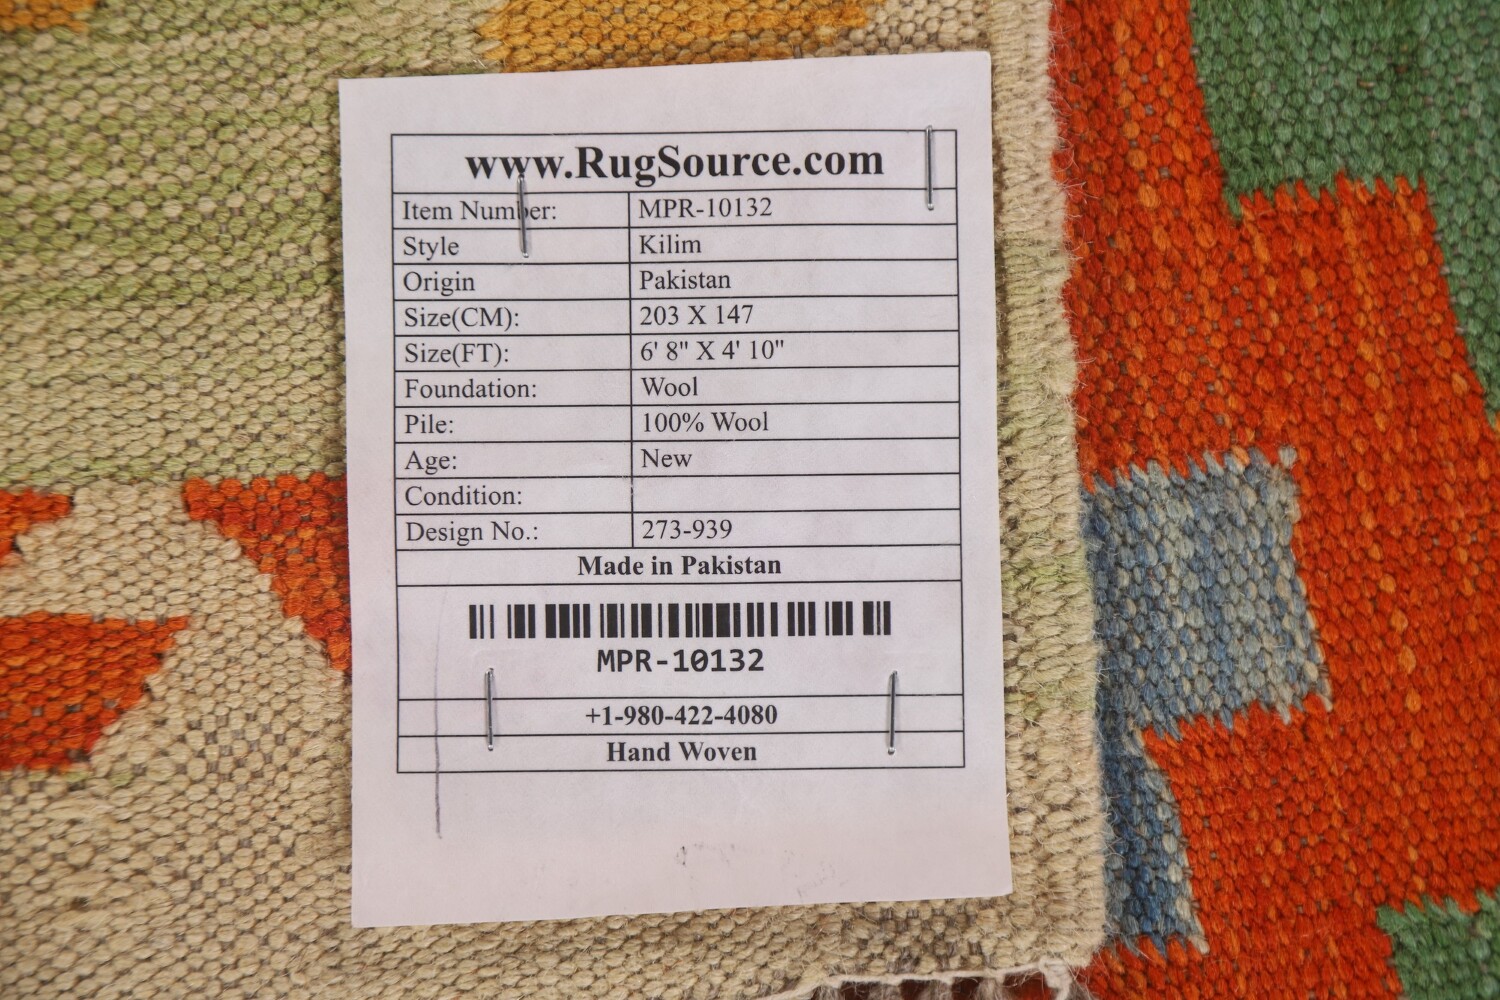 www.RugSource.com
Item Number: MPR-10132
Style Kilim
Origin Pakistan
Size(CM): 203 X 147
Size(FT): 6' 8" X 4' 10"
Foundation: Wool
Pile: 100% Wool
Age: New
Condition:
Design No.: 273-939
Made in Pakistan
MPR-10132
+1-980-422-4080
Hand Woven